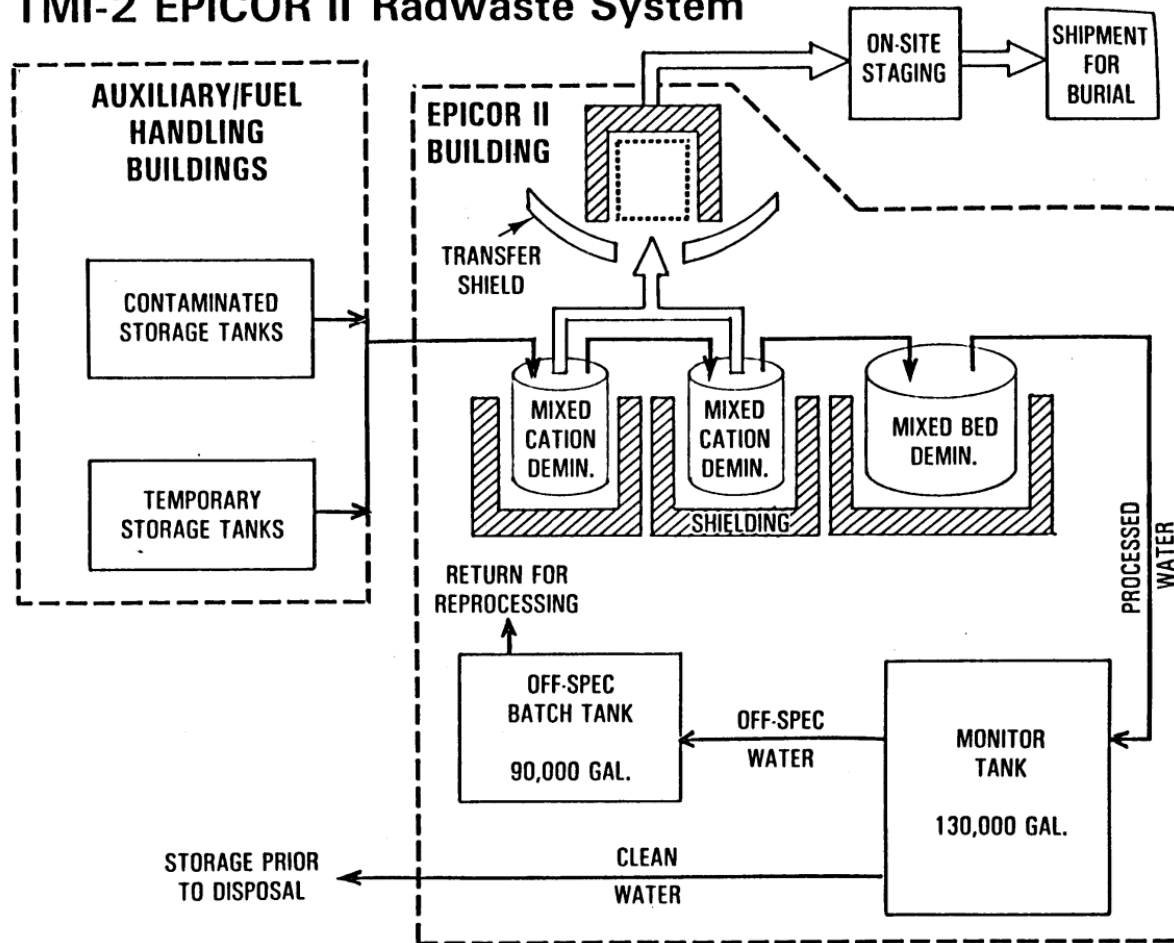 TMI-2 EPICOR II Radwaste System
AUXILIARY/FUEL
HANDLING
BUILDINGS
CONTAMINATED
STORAGE TANKS
TEMPORARY
STORAGE TANKS
EPICOR II
BUILDING
ON-SITE
STAGING
SHIPMENT
FOR
BURIAL
TRANSFER
SHIELD
MIXED
CATION
DEMIN.
MIXED
CATION
DEMIN.
MIXED BED
DEMIN.
SHIELDING
PROCESSED
WATER
RETURN FOR
REPROCESSING
OFF-SPEC
BATCH TANK
90,000 GAL.
OFF-SPEC
WATER
MONITOR
TANK
130,000 GAL.
STORAGE PRIOR
TO DISPOSAL
CLEAN
WATER